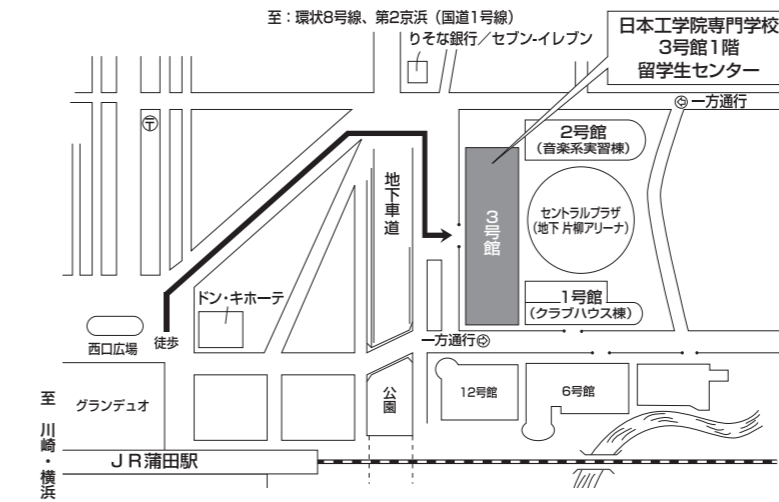 至：環状8号線、第2京浜（国道1号線）
りそな銀行／セブン-イレブン
日本工学院専門学校
3号館1階
留学生センター
一方通行
〒
2号館
（音楽系実習棟）
地下車道
3号館
セントラルプラザ
（地下 片柳アリーナ）
ドン・キホーテ
1号館
（クラブハウス棟）
西口広場
徒歩
一方通行
グランデュオ
公園
12号館
6号館
至 川崎・横浜
ＪＲ蒲田駅